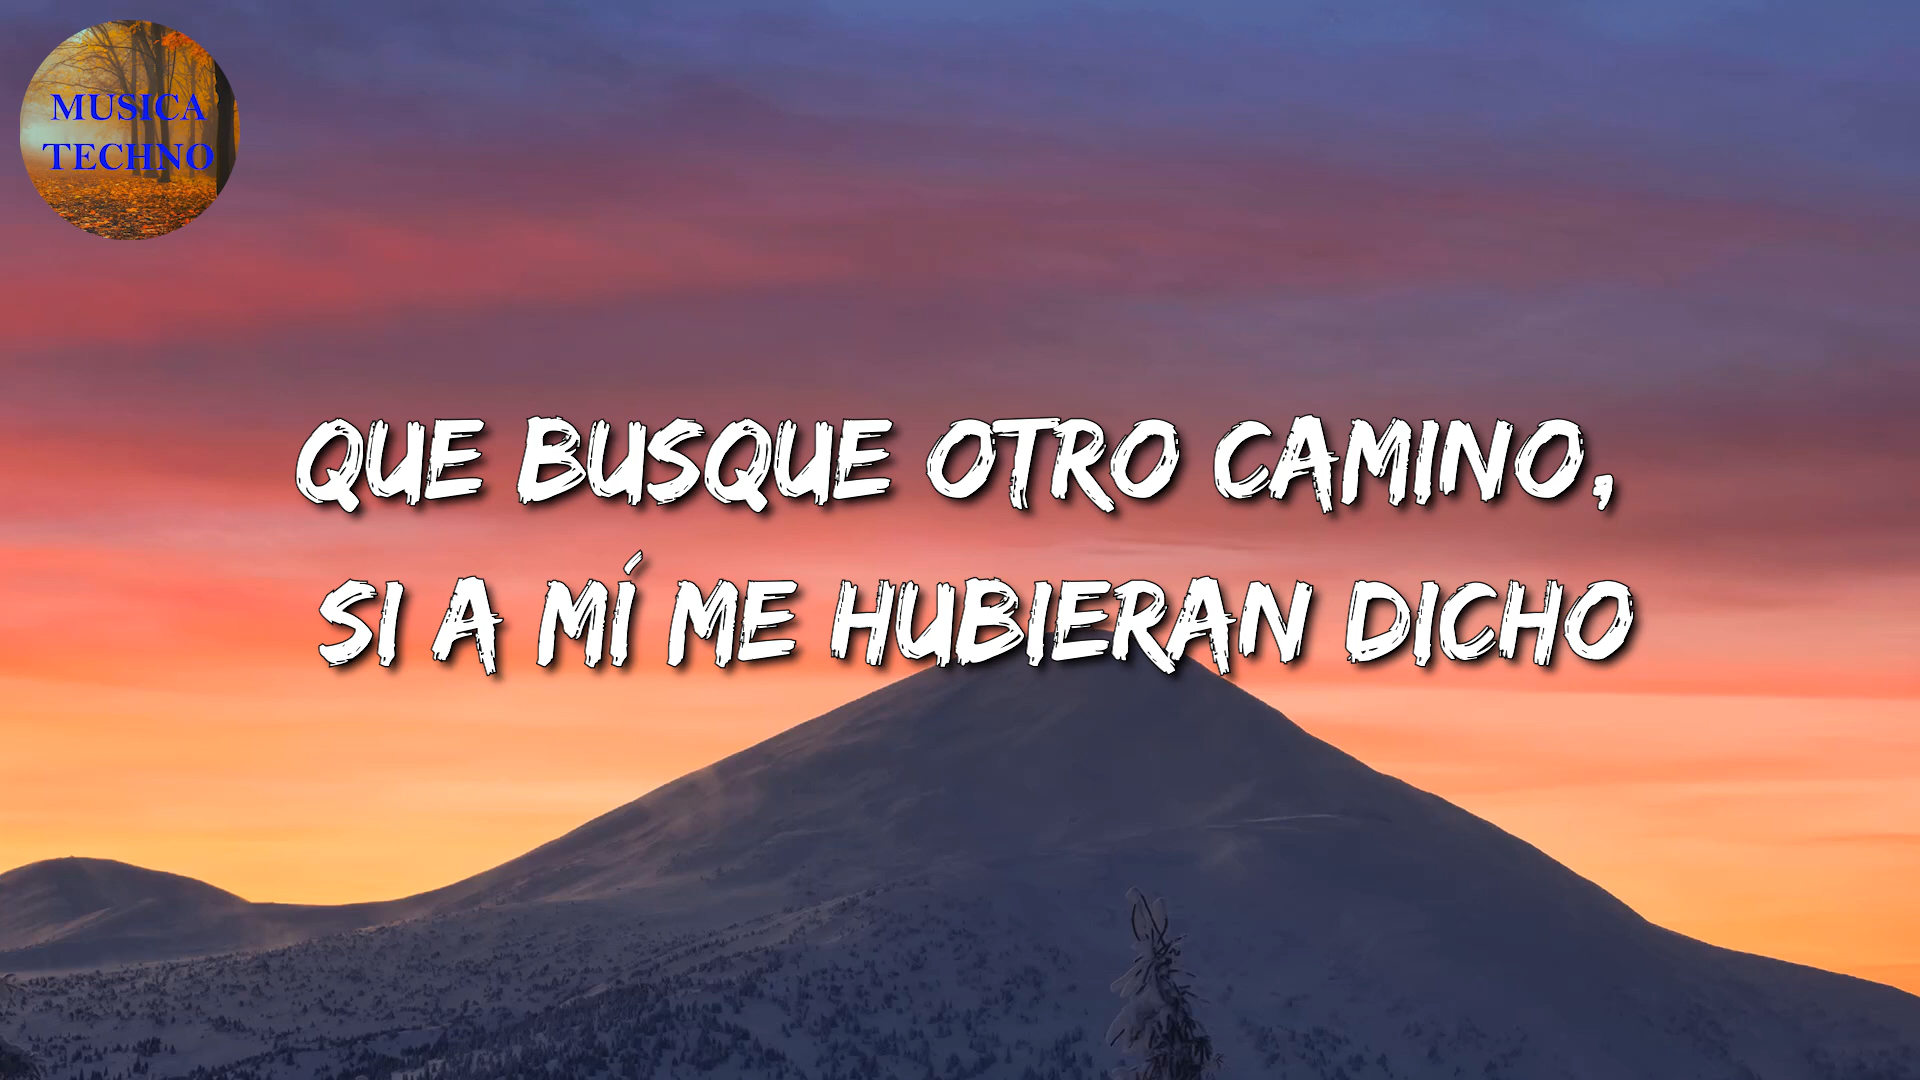 MUSICA
TECHNO
QUE BUSQUE OTRO CAMINO,
SI A MÍ ME HUBIERAN DICHO